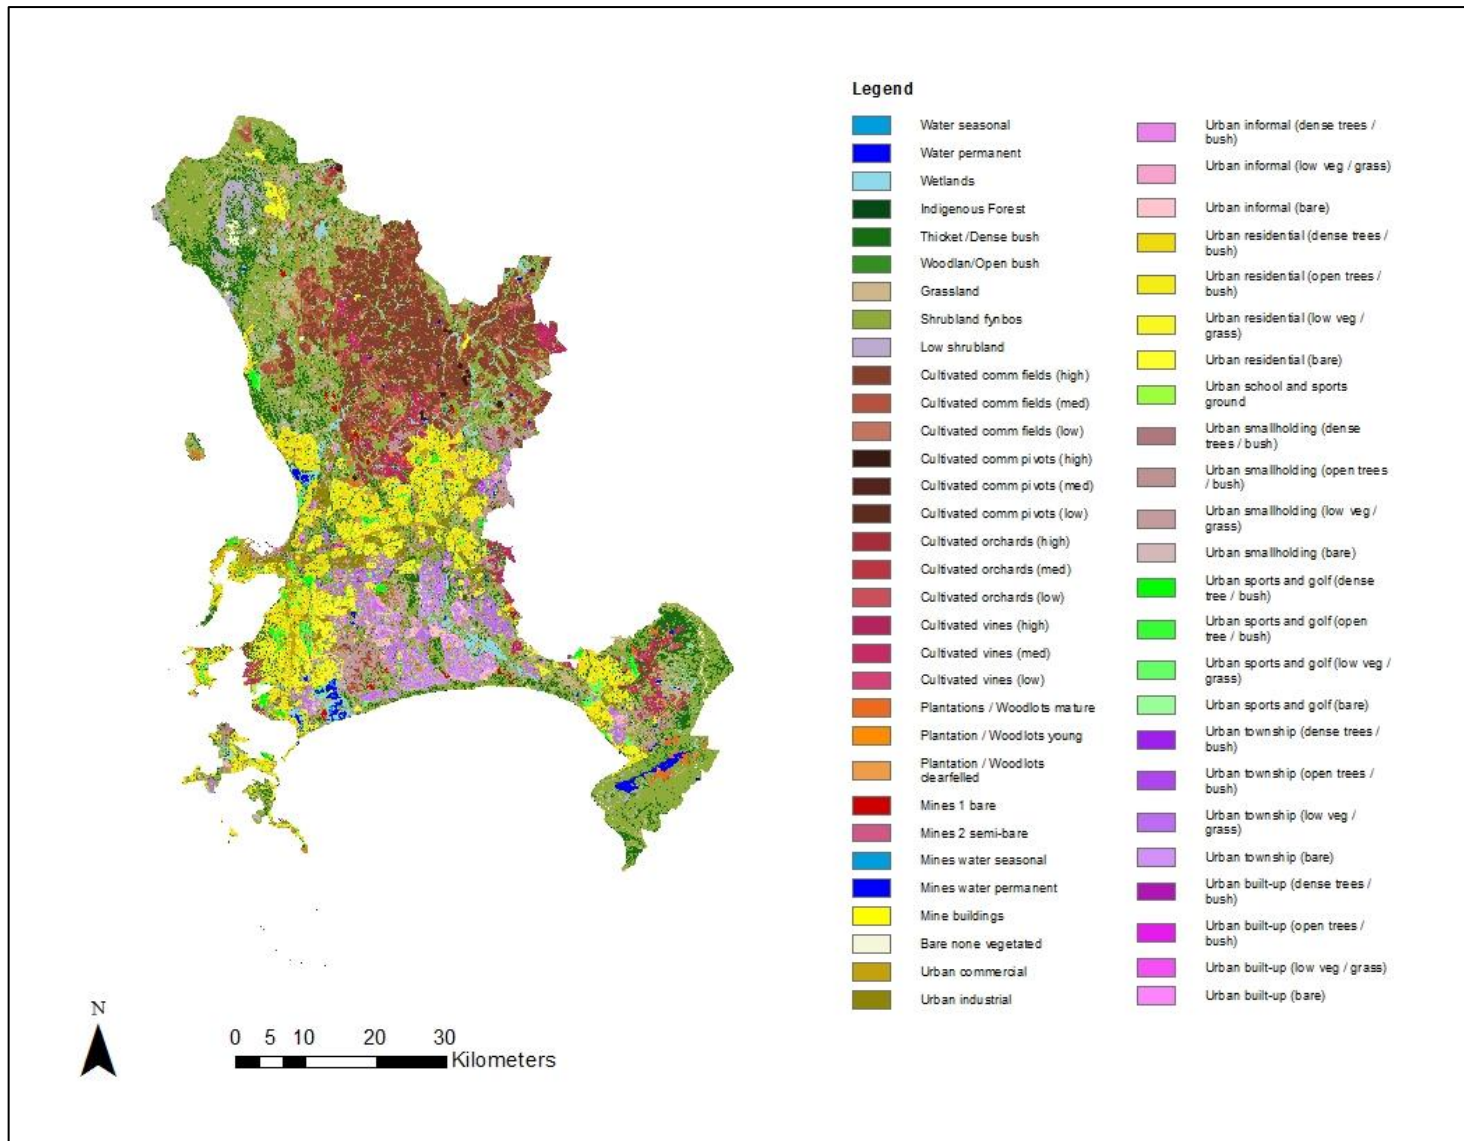 Legend
Water seasonal
Water permanent
Wetlands
Indigenous Forest
Thicket /Dense bush
Woodlan/Open bush
Grassland
Shrubland fynbos
Low shrubland
Cultivated comm fields (high)
Cultivated comm fields (med)
Cultivated comm fields (low)
Cultivated comm pivots (high)
Cultivated comm pivots (med)
Cultivated comm pivots (low)
Cultivated orchards (high)
Cultivated orchards (med)
Cultivated orchards (low)
Cultivated vines (high)
Cultivated vines (med)
Cultivated vines (low)
Plantations / Woodlots mature
Plantation / Woodlots young
Plantation / Woodlots
clearfelled
Mines 1 bare
Mines 2 semi-bare
Mines water seasonal
Mines water permanent
Mine buildings
Bare none vegetated
Urban commercial
Urban industrial
Urban informal (dense trees /
bush)
Urban informal (low veg / grass)
Urban informal (bare)
Urban residential (dense trees /
bush)
Urban residential (open trees /
bush)
Urban residential (low veg /
grass)
Urban residential (bare)
Urban school and sports
ground
Urban smallholding (dense
trees / bush)
Urban smallholding (open trees
/ bush)
Urban smallholding (low veg /
grass)
Urban smallholding (bare)
Urban sports and golf (dense
tree / bush)
Urban sports and golf (open
tree / bush)
Urban sports and golf (low veg /
grass)
Urban sports and golf (bare)
Urban township (dense trees /
bush)
Urban township (open trees /
bush)
Urban township (low veg /
grass)
Urban township (bare)
Urban built-up (dense trees /
bush)
Urban built-up (open trees /
bush)
Urban built-up (low veg / grass)
Urban built-up (bare)
N
0 5 10 20 30
Kilometers